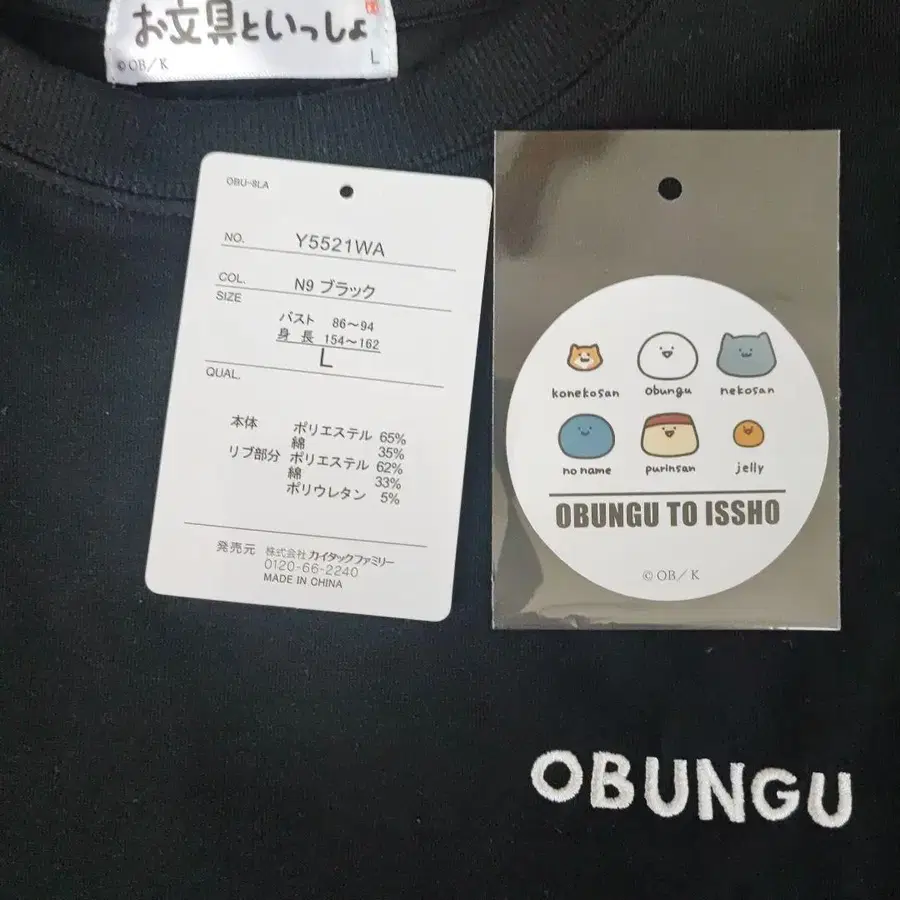 お文具といっしょ
©OB/K L
OBU-8LA
NO. Y5521WA
COL. N9 ブラック
SIZE
バスト 86~94
身長 154~162
L
QUAL.
本体 ポリエステル 65%
綿 35%
リブ部分 ポリエステル 62%
綿 33%
ポリウレタン 5%
発売元 株式会社カイタックファミリー
0120-66-2240
MADE IN CHINA
konekosan obungu nekosan
no name purinsan jelly
OBUNGU TO ISSHO
©OB/K
OBUNGU